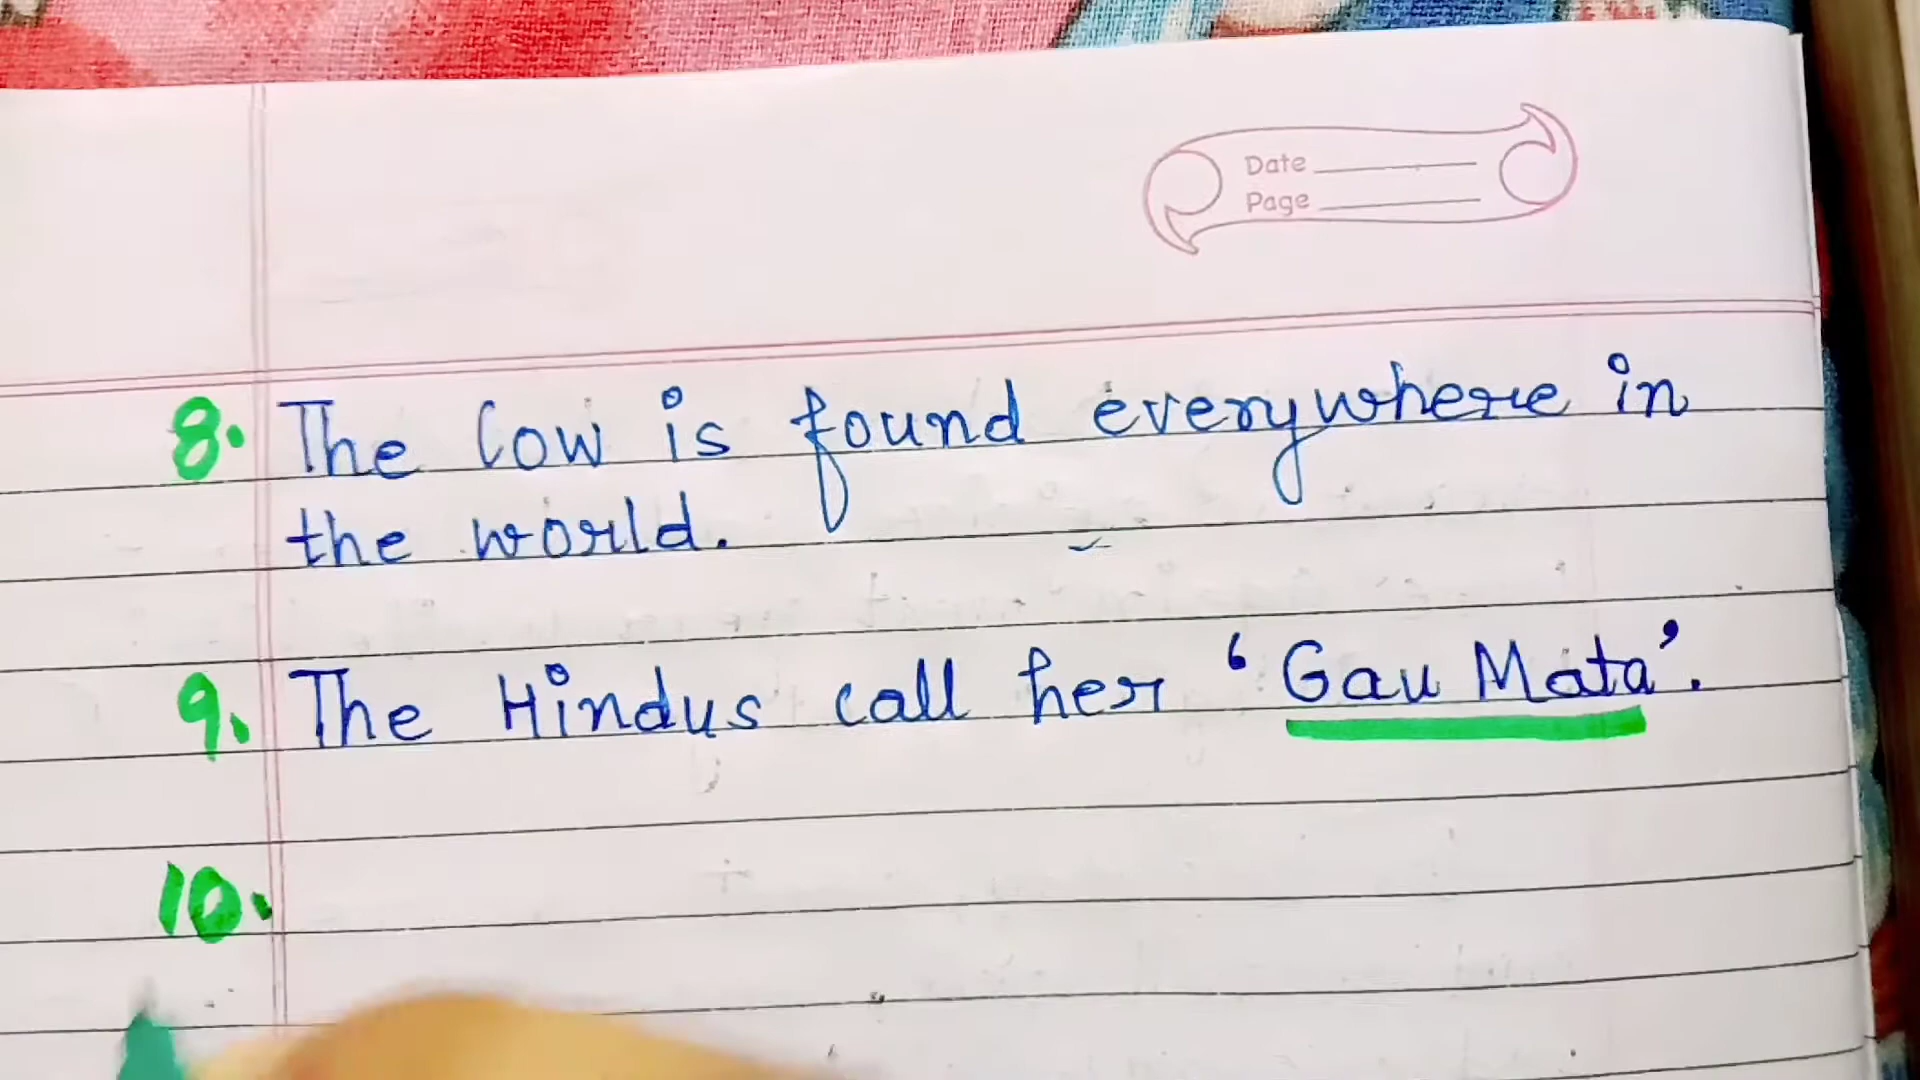 Date
Page
8. The Cow is found everywhere in
the world.
9. The Hindus call her ‘Gau Mata’.
10.